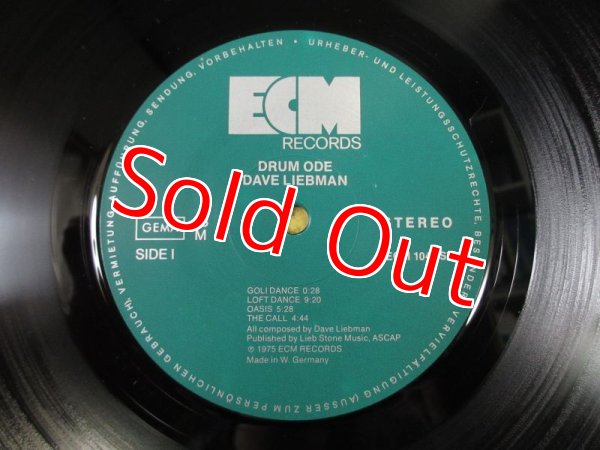 ECM
RECORDS
DRUM ODE
DAVE LIEBMAN
Sold Out
GEMA
STEREO
M
SIDE I
GOLI DANCE 0:28
LOFT DANCE 9:20
OASIS 5:28
THE CALL 4:44
All composed by Dave Liebman
Published by Lieb Stone Music, ASCAP
℗ 1975 ECM RECORDS
Made in W. Germany
URHEBER- UND LEISTUNGSSCHUTZRECHTE, VERVIELFÄLTIGUNG (AUSSER ZUM PERSÖNLICHEN GEBRAUCH), VERMIETUNG, AUFFÜHRUNG, SENDUNG, VORBEHALTEN •